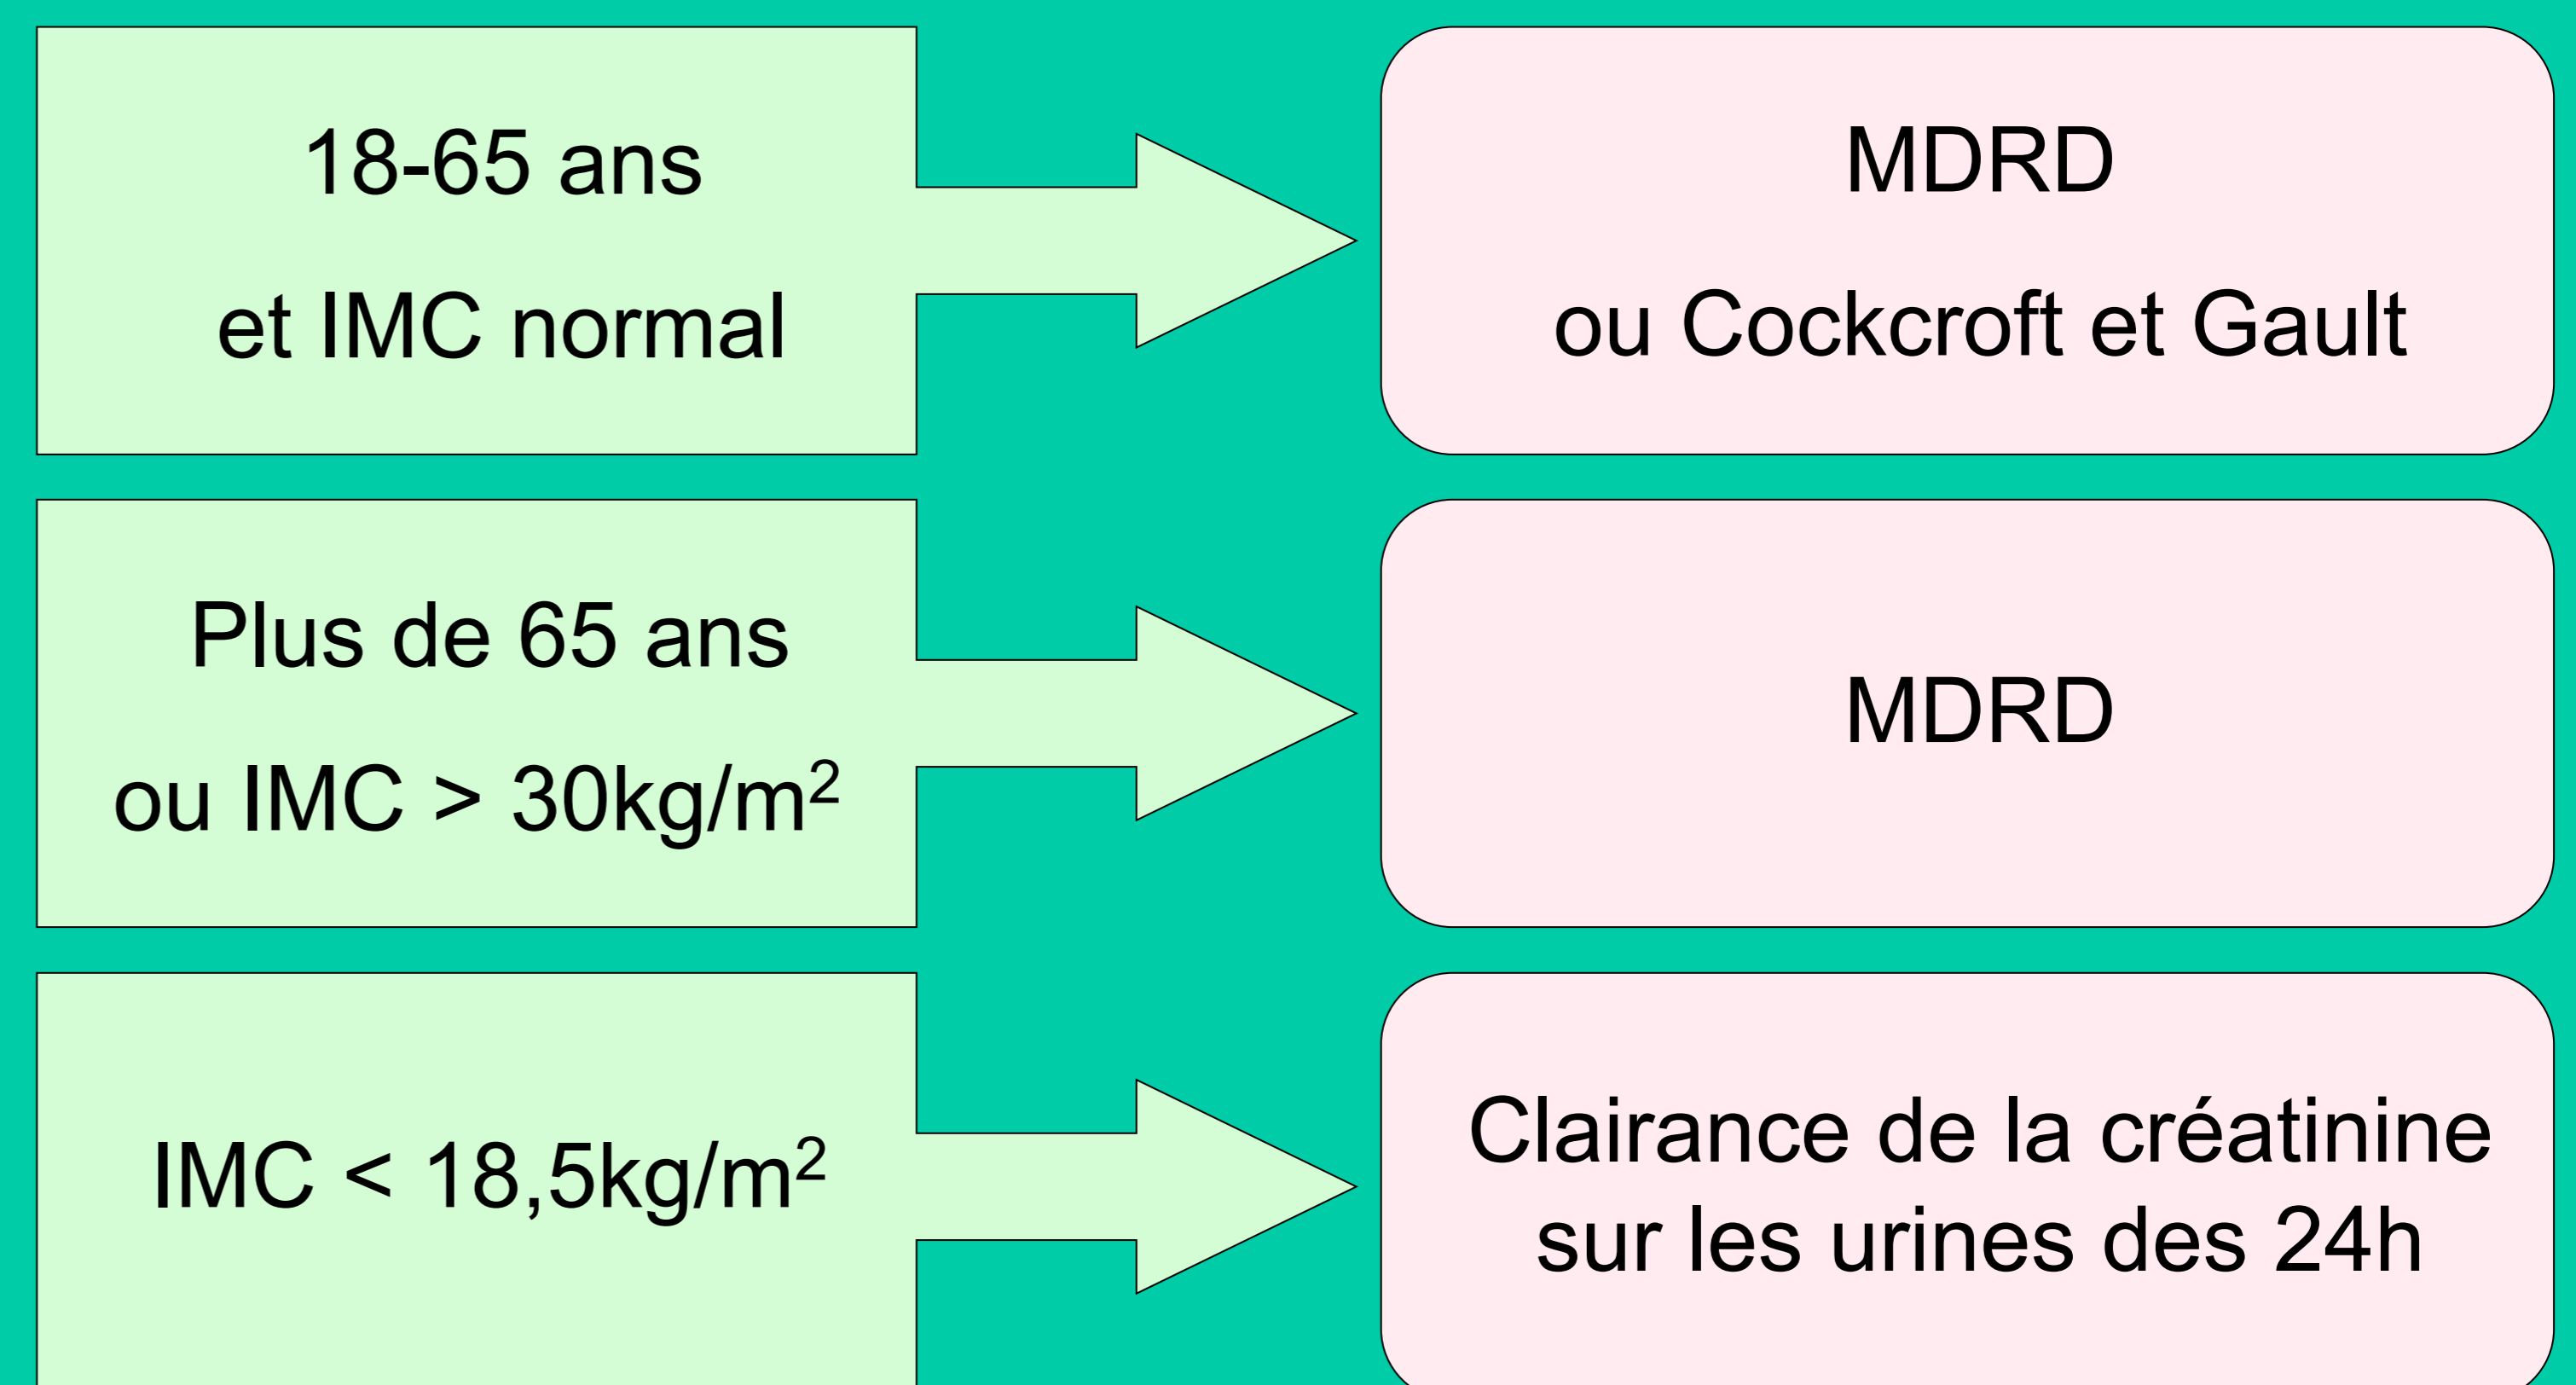 18-65 ans
et IMC normal
MDRD
ou Cockcroft et Gault
Plus de 65 ans
ou IMC > 30kg/m²
MDRD
IMC < 18,5kg/m²
Clairance de la créatinine
sur les urines des 24h